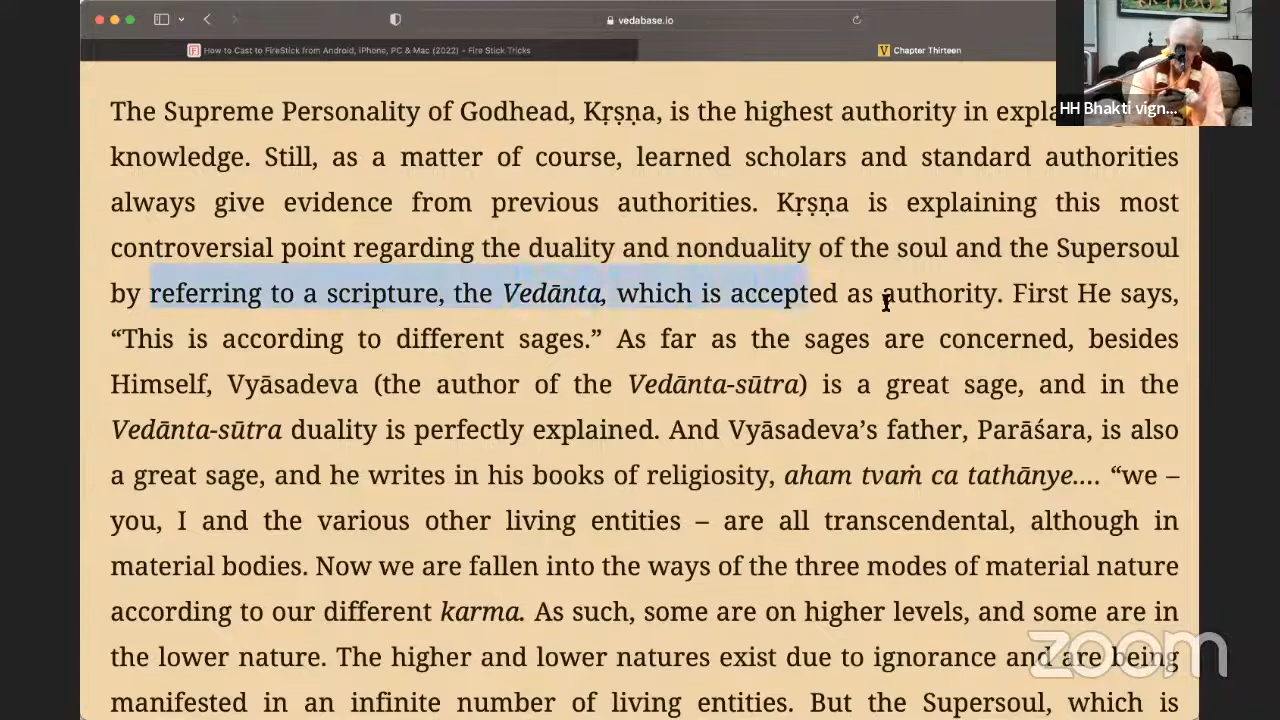 vedabase.io
How to Cast to FireStick from Android, iPhone, PC & Mac (2022) - Fire Stick Tricks
V Chapter Thirteen
HH Bhakti vign...
The Supreme Personality of Godhead, Kṛṣṇa, is the highest authority in expla
knowledge. Still, as a matter of course, learned scholars and standard authorities
always give evidence from previous authorities. Kṛṣṇa is explaining this most
controversial point regarding the duality and nonduality of the soul and the Supersoul
by referring to a scripture, the Vedānta, which is accepted as authority. First He says,
“This is according to different sages.” As far as the sages are concerned, besides
Himself, Vyāsadeva (the author of the Vedānta-sūtra) is a great sage, and in the
Vedānta-sūtra duality is perfectly explained. And Vyāsadeva’s father, Parāśara, is also
a great sage, and he writes in his books of religiosity, aham tvaṁ ca tathānye.... “we –
you, I and the various other living entities – are all transcendental, although in
material bodies. Now we are fallen into the ways of the three modes of material nature
according to our different karma. As such, some are on higher levels, and some are in
the lower nature. The higher and lower natures exist due to ignorance and are being
manifested in an infinite number of living entities. But the Supersoul, which is
zoom